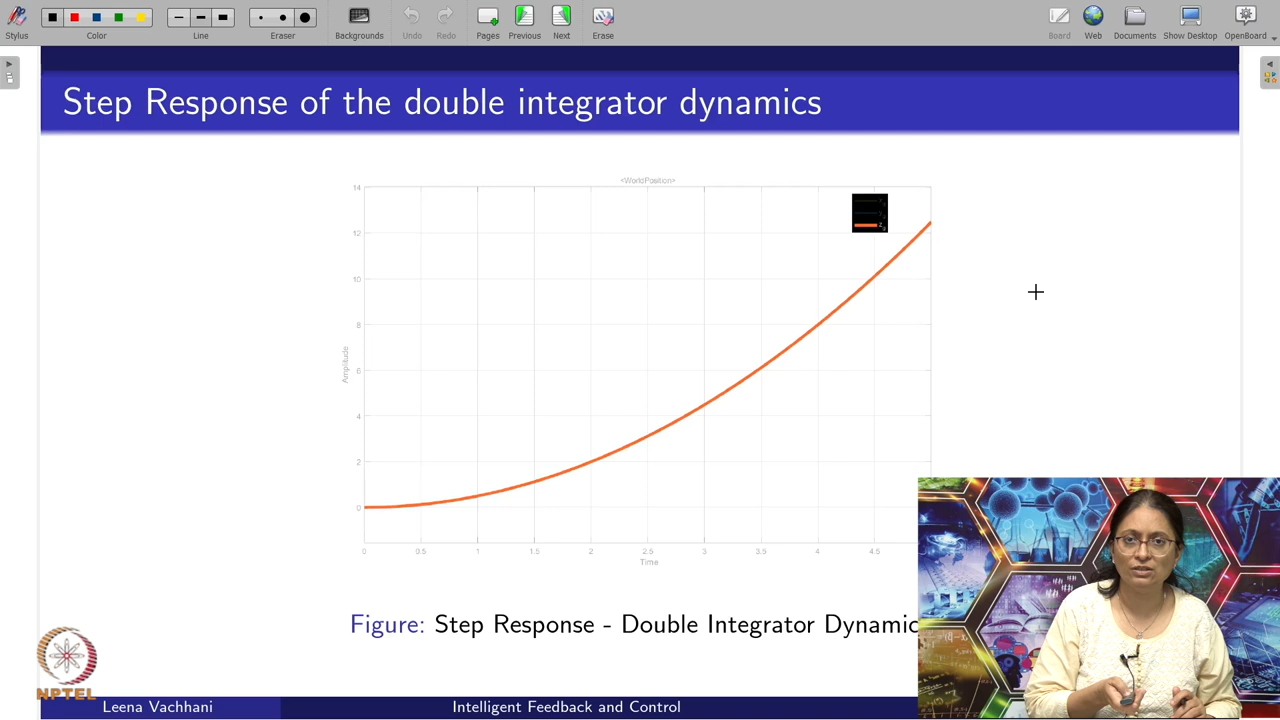 Stylus Color Line Eraser Backgrounds Undo Redo Pages Previous Next Erase Board Web Documents Show Desktop OpenBoard
Step Response of the double integrator dynamics
<WorldPosition>
14
12
10
8
6
4
2
0
Amplitude
0 0.5 1 1.5 2 2.5 3 3.5 4 4.5
Time
Figure: Step Response - Double Integrator Dynamic
NPTEL
Leena Vachhani Intelligent Feedback and Control